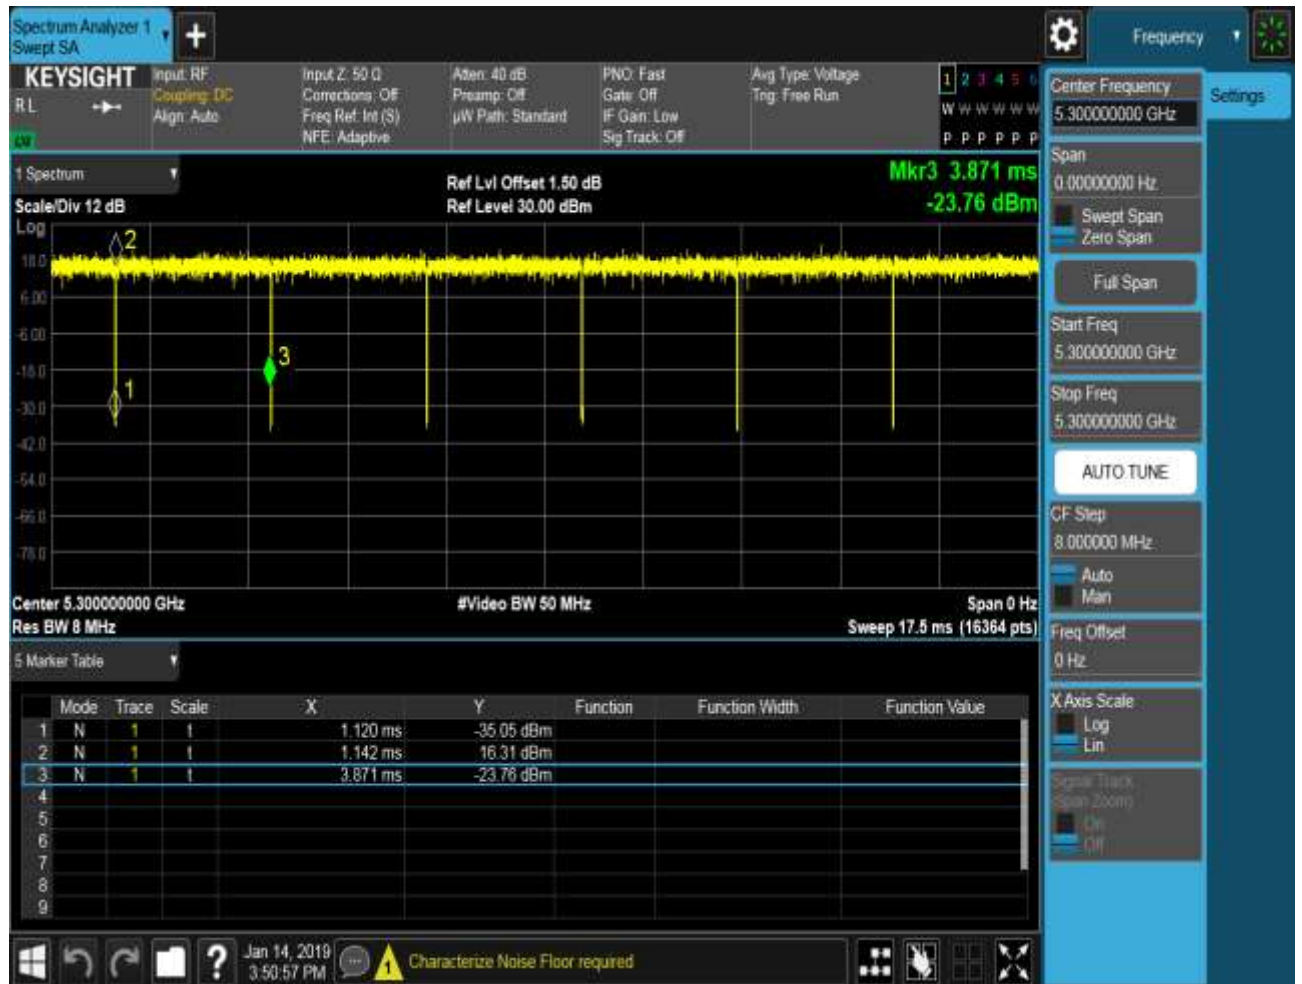 Spectrum Analyzer 1
Swept SA
+
Frequency
KEYSIGHT
R L
Input: RF
Coupling: DC
Align: Auto
Input Z: 50 Ω
Corrections: Off
Freq Ref: Int (S)
NFE: Adaptive
Atten: 40 dB
Preamp: Off
µW Path: Standard
PNO: Fast
Gate: Off
IF Gain: Low
Sig Track: Off
Avg Type: Voltage
Trig: Free Run
1 2 3 4 5 6
W W W W W W
P P P P P P
1 Spectrum
Scale/Div 12 dB
Ref Lvl Offset 1.50 dB
Ref Level 30.00 dBm
Mkr3 3.871 ms
-23.76 dBm
Log
18.0
6.00
-6.00
-18.0
-30.0
-42.0
-54.0
-66.0
-78.0
2
3
1
Center 5.300000000 GHz
#Video BW 50 MHz
Span 0 Hz
Res BW 8 MHz
Sweep 17.5 ms (16364 pts)
5 Marker Table
Mode Trace Scale X Y Function Function Width Function Value
1 N 1 t 1.120 ms -35.05 dBm
2 N 1 t 1.142 ms 16.31 dBm
3 N 1 t 3.871 ms -23.76 dBm
4
5
6
7
8
9
Center Frequency
5.300000000 GHz
Settings
Span
0.00000000 Hz
Swept Span
Zero Span
Full Span
Start Freq
5.300000000 GHz
Stop Freq
5.300000000 GHz
AUTO TUNE
CF Step
8.000000 MHz
Auto
Man
Freq Offset
0 Hz
X Axis Scale
Log
Lin
Signal Track
(Span Zoom)
On
Off
?
Jan 14, 2019
3:50:57 PM
1
Characterize Noise Floor required